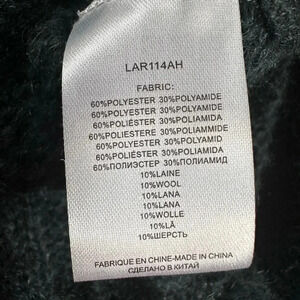 LAR114AH
FABRIC:
60%POLYESTER 30%POLYAMIDE
60%POLYESTER 30%POLYAMIDE
60%POLIÉSTER 30%POLIAMIDA
60%POLIESTERE 30%POLIAMMIDE
60%POLYESTER 30%POLYAMID
60%POLIÉSTER 30%POLIAMIDA
60%ПОЛИЭСТЕР 30%ПОЛИАМИД
10%LAINE
10%WOOL
10%LANA
10%LANA
10%WOLLE
10%LÃ
10%ШЕРСТЬ
FABRIQUE EN CHINE-MADE IN CHINA
СДЕЛАНО В КИТАЙ